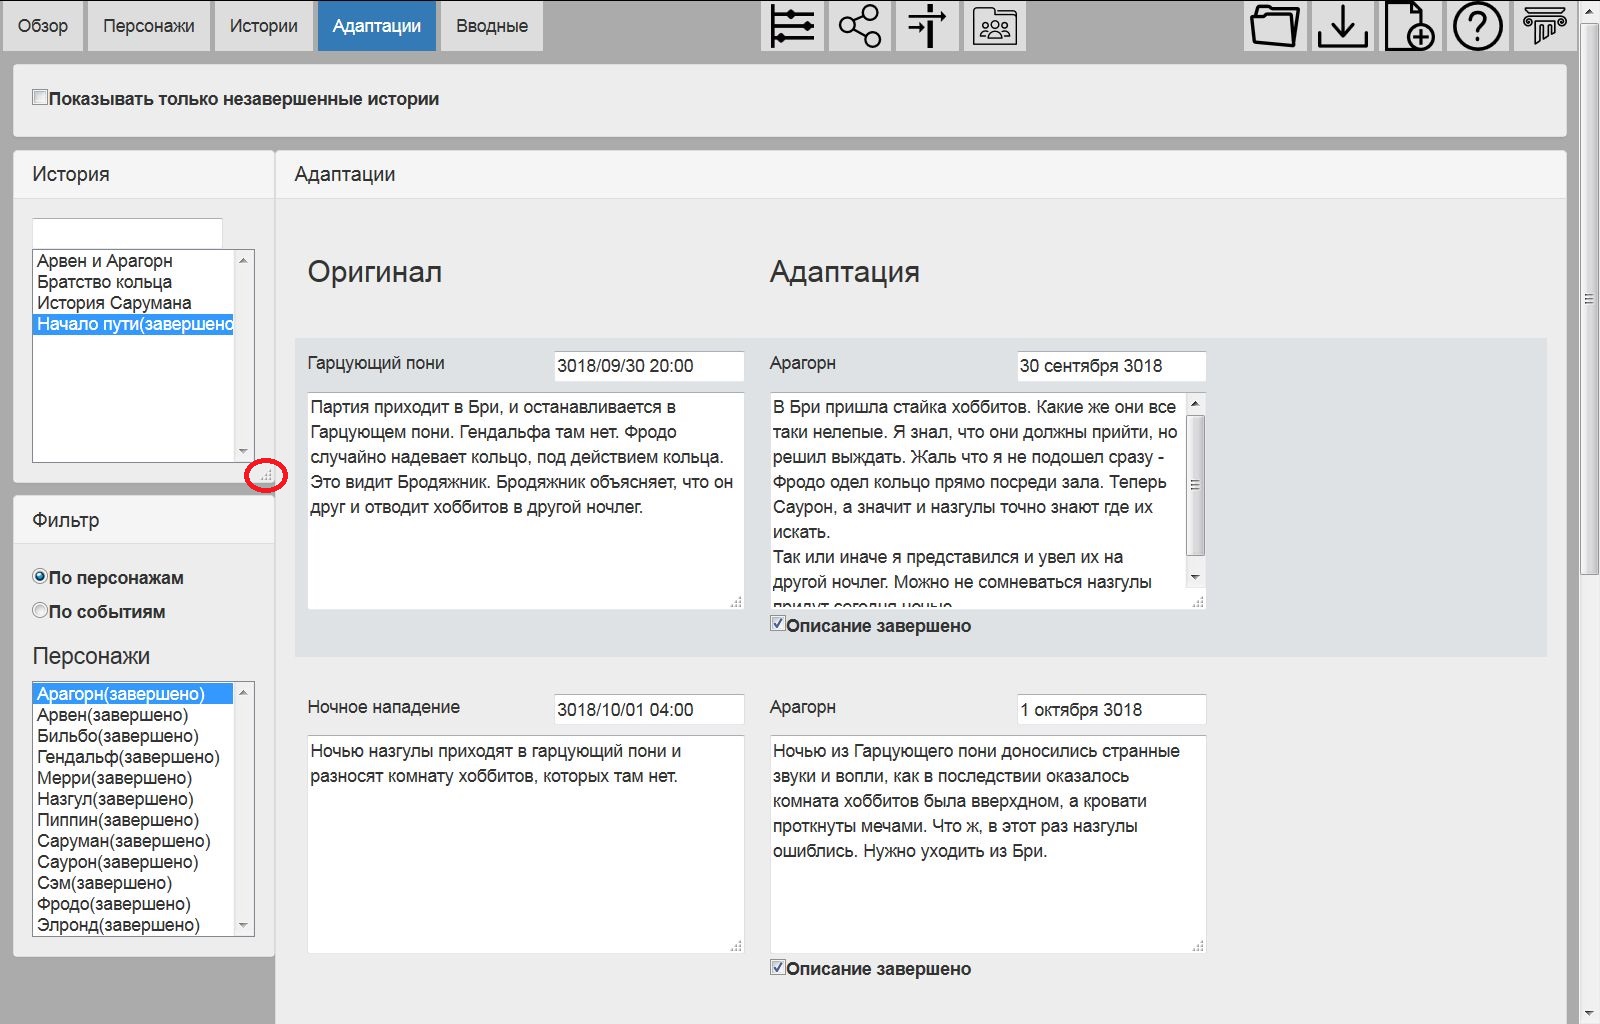 Обзор Персонажи Истории Адаптации Вводные
Показывать только незавершенные истории
История
Арвен и Арагорн
Братство кольца
История Сарумана
Начало пути(завершено
Фильтр
По персонажам
По событиям
Персонажи
Арагорн(завершено)
Арвен(завершено)
Бильбо(завершено)
Гендальф(завершено)
Мерри(завершено)
Назгул(завершено)
Пиппин(завершено)
Саруман(завершено)
Саурон(завершено)
Сэм(завершено)
Фродо(завершено)
Элронд(завершено)
Адаптации
Оригинал Адаптация
Гарцующий пони 3018/09/30 20:00
Партия приходит в Бри, и останавливается в
Гарцующем пони. Гендальфа там нет. Фродо
случайно надевает кольцо, под действием кольца.
Это видит Бродяжник. Бродяжник объясняет, что он
друг и отводит хоббитов в другой ночлег.
Арагорн 30 сентября 3018
В Бри пришла стайка хоббитов. Какие же они все
таки нелепые. Я знал, что они должны прийти, но
решил выждать. Жаль что я не подошел сразу -
Фродо одел кольцо прямо посреди зала. Теперь
Саурон, а значит и назгулы точно знают где их
искать.
Так или иначе я представился и увел их на
другой ночлег. Можно не сомневаться назгулы
придут сегодня ночью
Описание завершено
Ночное нападение 3018/10/01 04:00
Ночью назгулы приходят в гарцующий пони и
разносят комнату хоббитов, которых там нет.
Арагорн 1 октября 3018
Ночью из Гарцующего пони доносились странные
звуки и вопли, как в последствии оказалось
комната хоббитов была вверхдном, а кровати
проткнуты мечами. Что ж, в этот раз назгулы
ошиблись. Нужно уходить из Бри.
Описание завершено